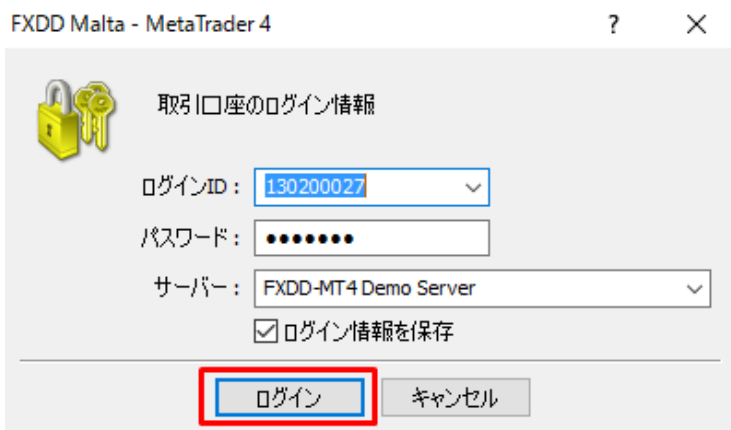 FXDD Malta - MetaTrader 4 ? ×
取引口座のログイン情報
ログインID : 130200027
パスワード : •••••••
サーバー : FXDD-MT4 Demo Server
ログイン情報を保存
ログイン キャンセル